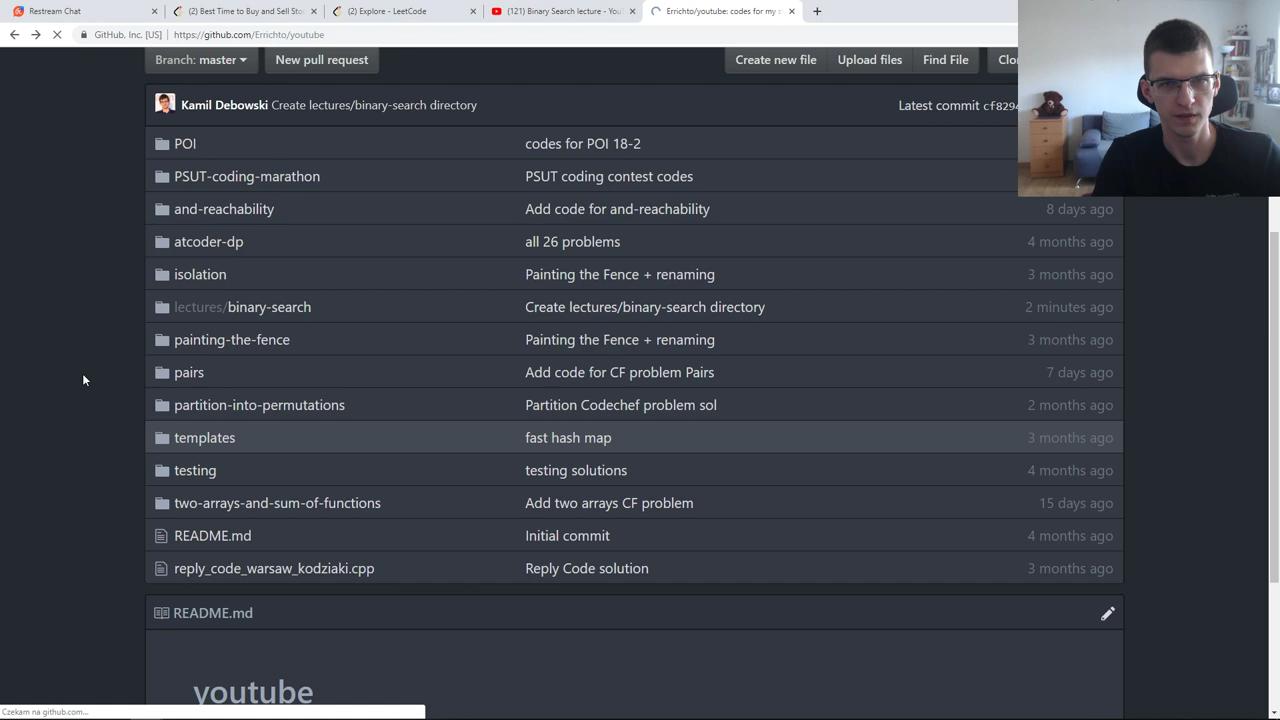 Restream Chat
(2) Best Time to Buy and Sell Sto
(2) Explore - LeetCode
(121) Binary Search lecture - You
Errichto/youtube: codes for my
GitHub, Inc. [US]
https://github.com/Errichto/youtube
Branch: master
New pull request
Create new file
Upload files
Find File
Clon
Kamil Debowski Create lectures/binary-search directory
Latest commit cf8294
POI
codes for POI 18-2
PSUT-coding-marathon
PSUT coding contest codes
and-reachability
Add code for and-reachability
8 days ago
atcoder-dp
all 26 problems
4 months ago
isolation
Painting the Fence + renaming
3 months ago
lectures/binary-search
Create lectures/binary-search directory
2 minutes ago
painting-the-fence
Painting the Fence + renaming
3 months ago
pairs
Add code for CF problem Pairs
7 days ago
partition-into-permutations
Partition Codechef problem sol
2 months ago
templates
fast hash map
3 months ago
testing
testing solutions
4 months ago
two-arrays-and-sum-of-functions
Add two arrays CF problem
15 days ago
README.md
Initial commit
4 months ago
reply_code_warsaw_kodziaki.cpp
Reply Code solution
3 months ago
README.md
youtube
Czekam na github.com...